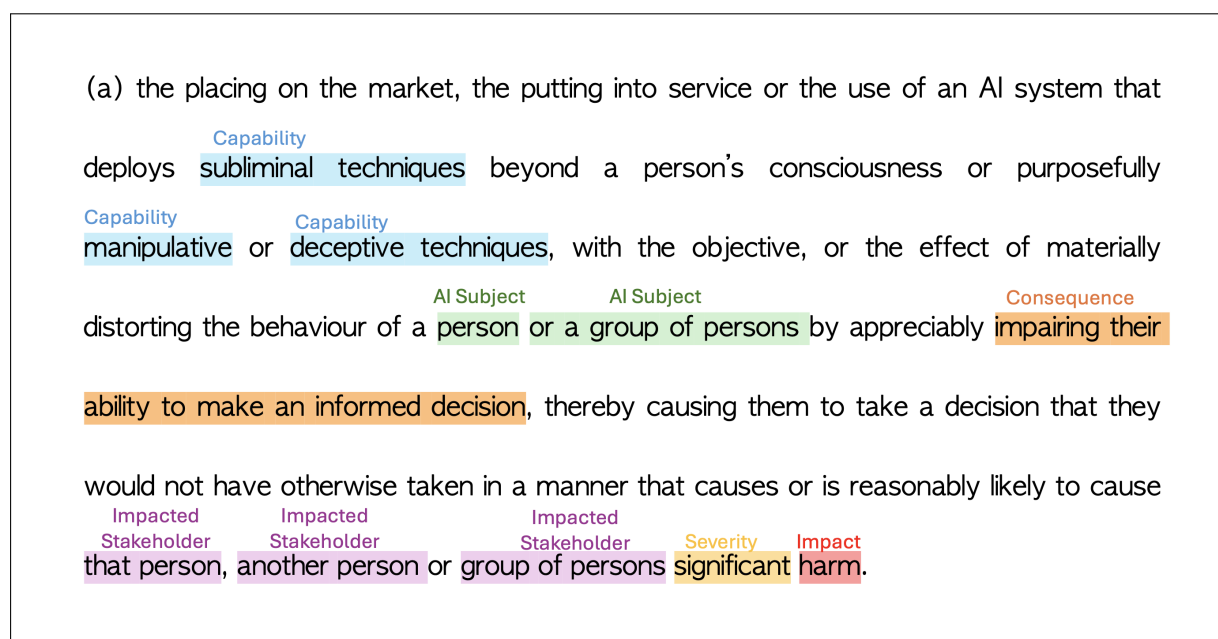 (a) the placing on the market, the putting into service or the use of an AI system that
Capability
deploys subliminal techniques beyond a person's consciousness or purposefully
Capability Capability
manipulative or deceptive techniques, with the objective, or the effect of materially
AI Subject AI Subject Consequence
distorting the behaviour of a person or a group of persons by appreciably impairing their
ability to make an informed decision, thereby causing them to take a decision that they
would not have otherwise taken in a manner that causes or is reasonably likely to cause
Impacted Impacted Impacted
Stakeholder Stakeholder Stakeholder Severity Impact
that person, another person or group of persons significant harm.